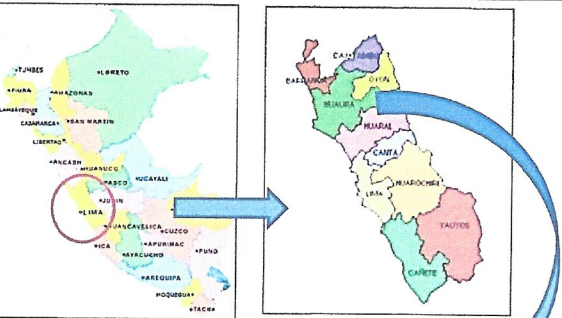 TUMBES
LORETO
PIURA
AMAZONAS
LAMBAYEQUE
CAJAMARCA
SAN MARTIN
LIBERTAD
ANCASH
HUANUCO
PASCO
UCAYALI
JUNIN
LIMA
HUANCAVELICA
CUZCO
ICA
APURIMAC
PUNO
AYACUCHO
AREQUIPA
MOQUEGUA
TACNA
CAJATAMBO
BARRANCA
OYON
HUAURA
HUARAL
CANTA
LIMA
HUAROCHIRI
YAUYOS
CAÑETE